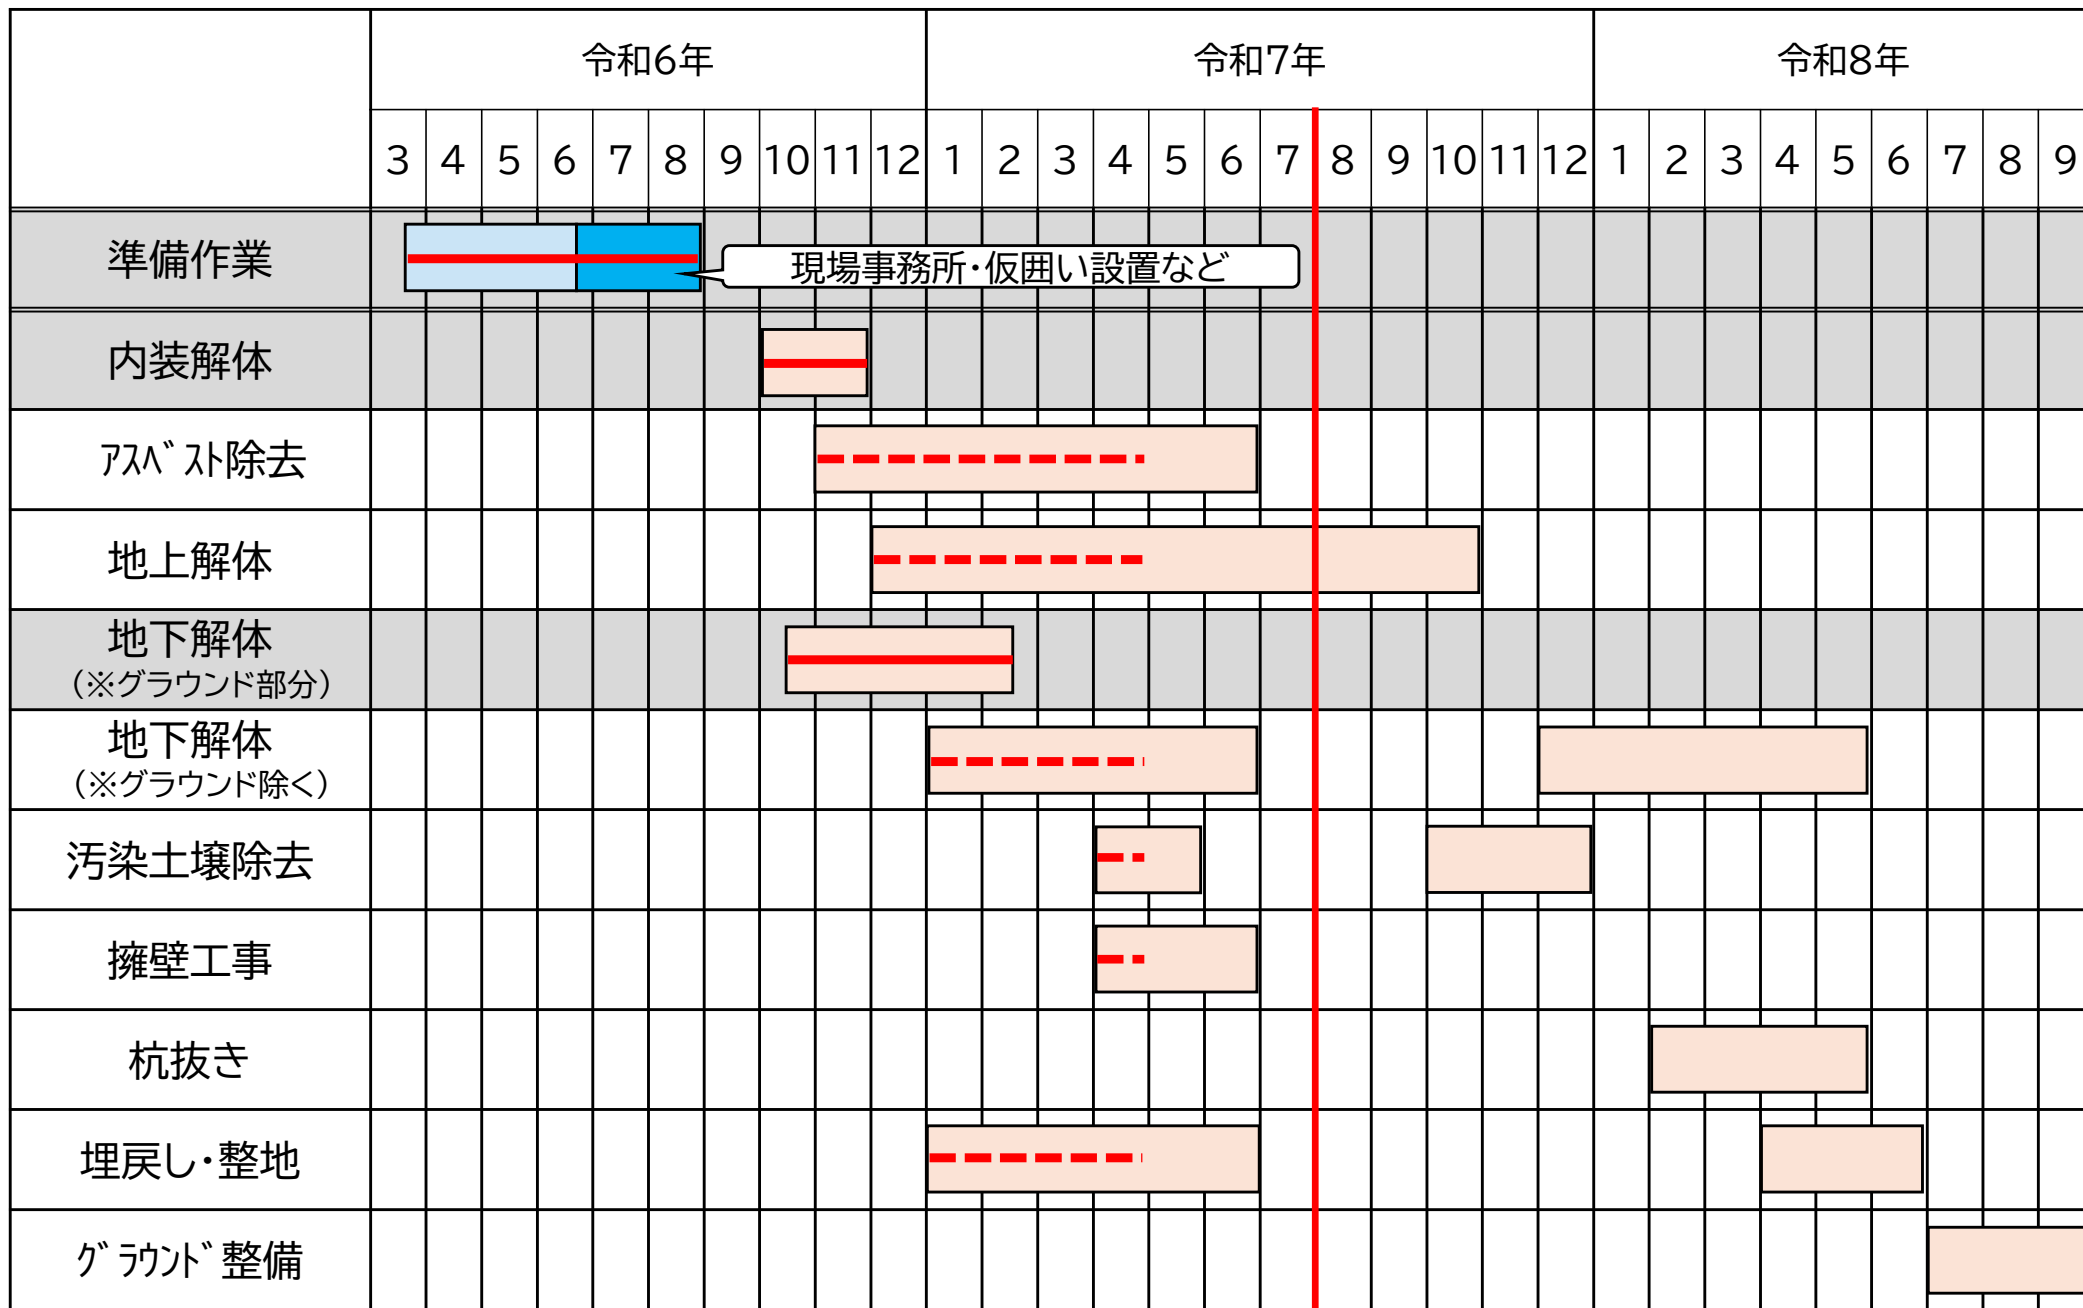 令和6年 令和7年 令和8年
3 4 5 6 7 8 9 10 11 12 1 2 3 4 5 6 7 8 9 10 11 12 1 2 3 4 5 6 7 8 9
準備作業
現場事務所・仮囲い設置など
内装解体
ｱｽﾍﾞｽﾄ除去
地上解体
地下解体
(※グラウンド部分)
地下解体
(※グラウンド除く)
汚染土壌除去
擁壁工事
杭抜き
埋戻し・整地
ｸﾞﾗｳﾝﾄﾞ整備